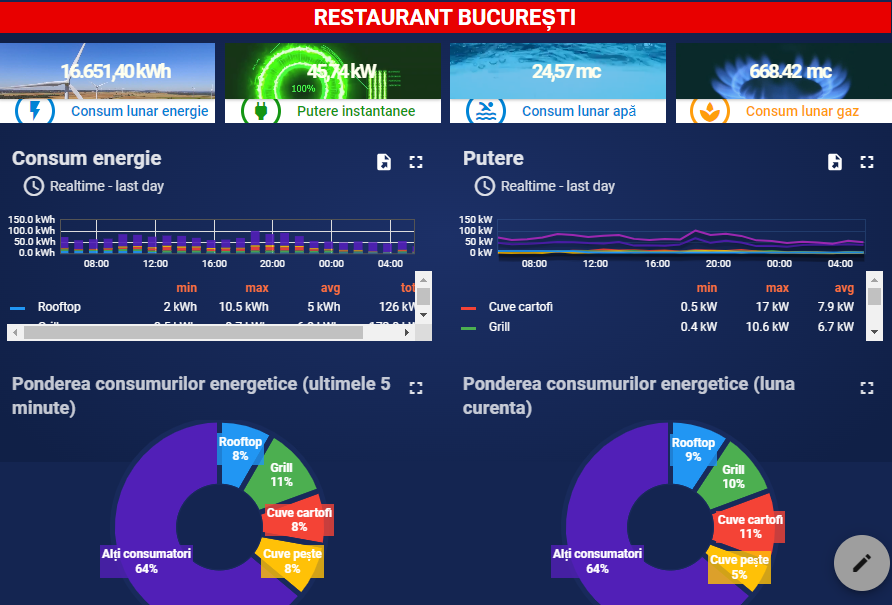 RESTAURANT BUCUREȘTI
16.651,40 kWh
45,74 kW
100%
24,57 mc
668.42 mc
Consum lunar energie
Putere instantanee
Consum lunar apă
Consum lunar gaz
Consum energie
Realtime - last day
150.0 kWh
100.0 kWh
50.0 kWh
0.0 kWh
08:00 12:00 16:00 20:00 00:00 04:00
min max avg tot
Rooftop 2 kWh 10.5 kWh 5 kWh 126 kW
Putere
Realtime - last day
150 kW
100 kW
50 kW
0 kW
08:00 12:00 16:00 20:00 00:00 04:00
min max avg
Cuve cartofi 0.5 kW 17 kW 7.9 kW
Grill 0.4 kW 10.6 kW 6.7 kW
Ponderea consumurilor energetice (ultimele 5
minute)
Rooftop
8%
Grill
11%
Cuve cartofi
8%
Cuve pește
8%
Alți consumatori
64%
Ponderea consumurilor energetice (luna
curenta)
Rooftop
9%
Grill
10%
Cuve cartofi
11%
Cuve pește
5%
Alți consumatori
64%